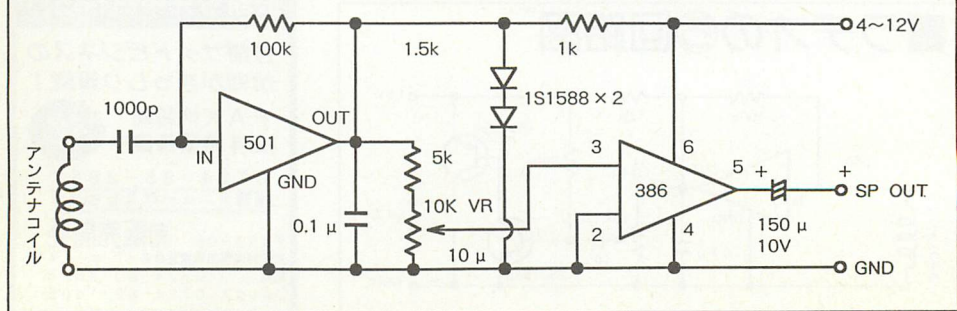 4~12V
100k
1.5k
1k
1000p
1S1588×2
OUT
501
IN
GND
5k
3
6
5
+
+
386
SP OUT
アンテナコイル
10K VR
0.1 μ
2
4
150 μ
10V
10 μ
GND